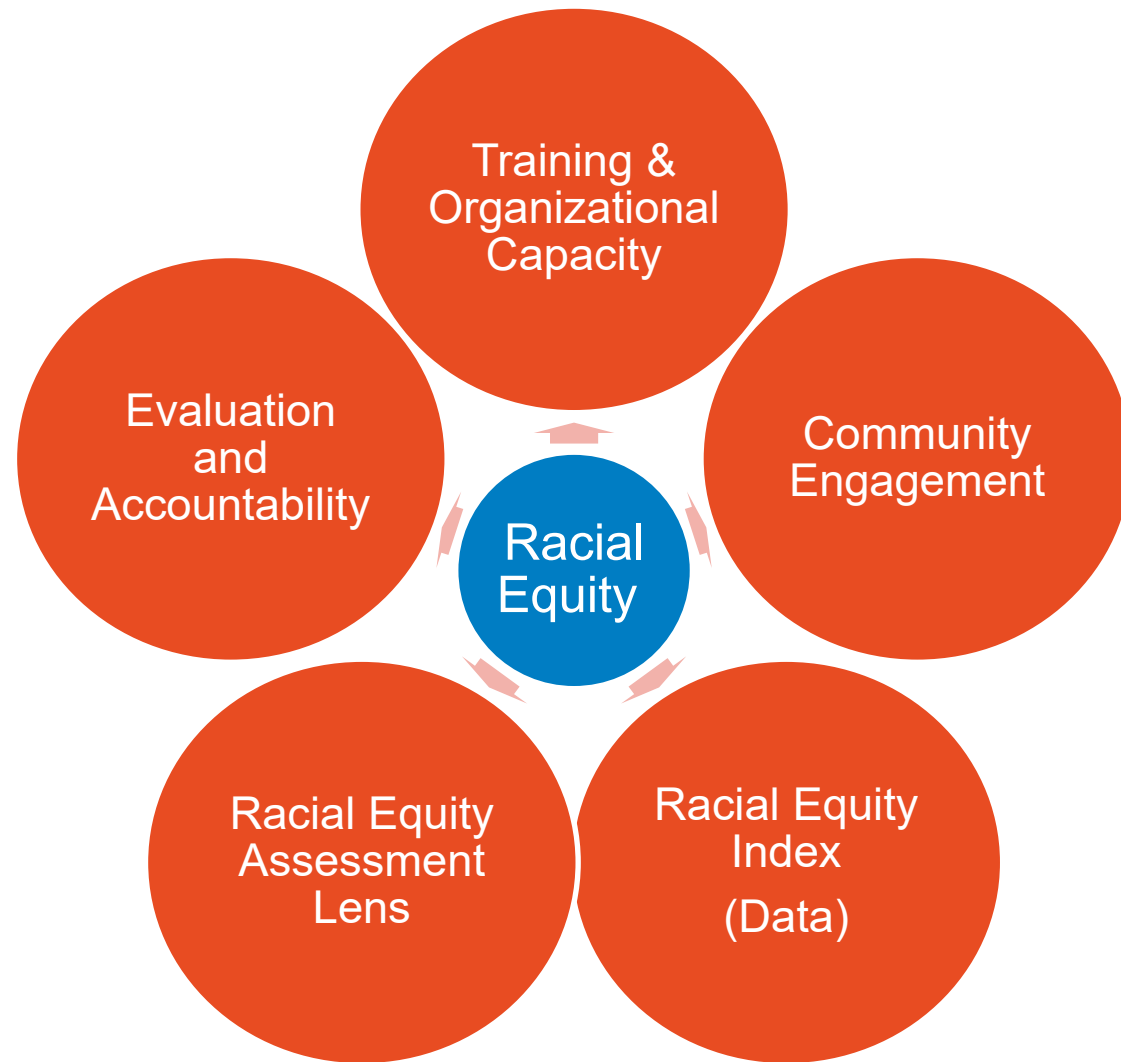 Training &
Organizational
Capacity
Evaluation
and
Accountability
Community
Engagement
Racial
Equity
Racial Equity
Assessment
Lens
Racial Equity
Index
(Data)